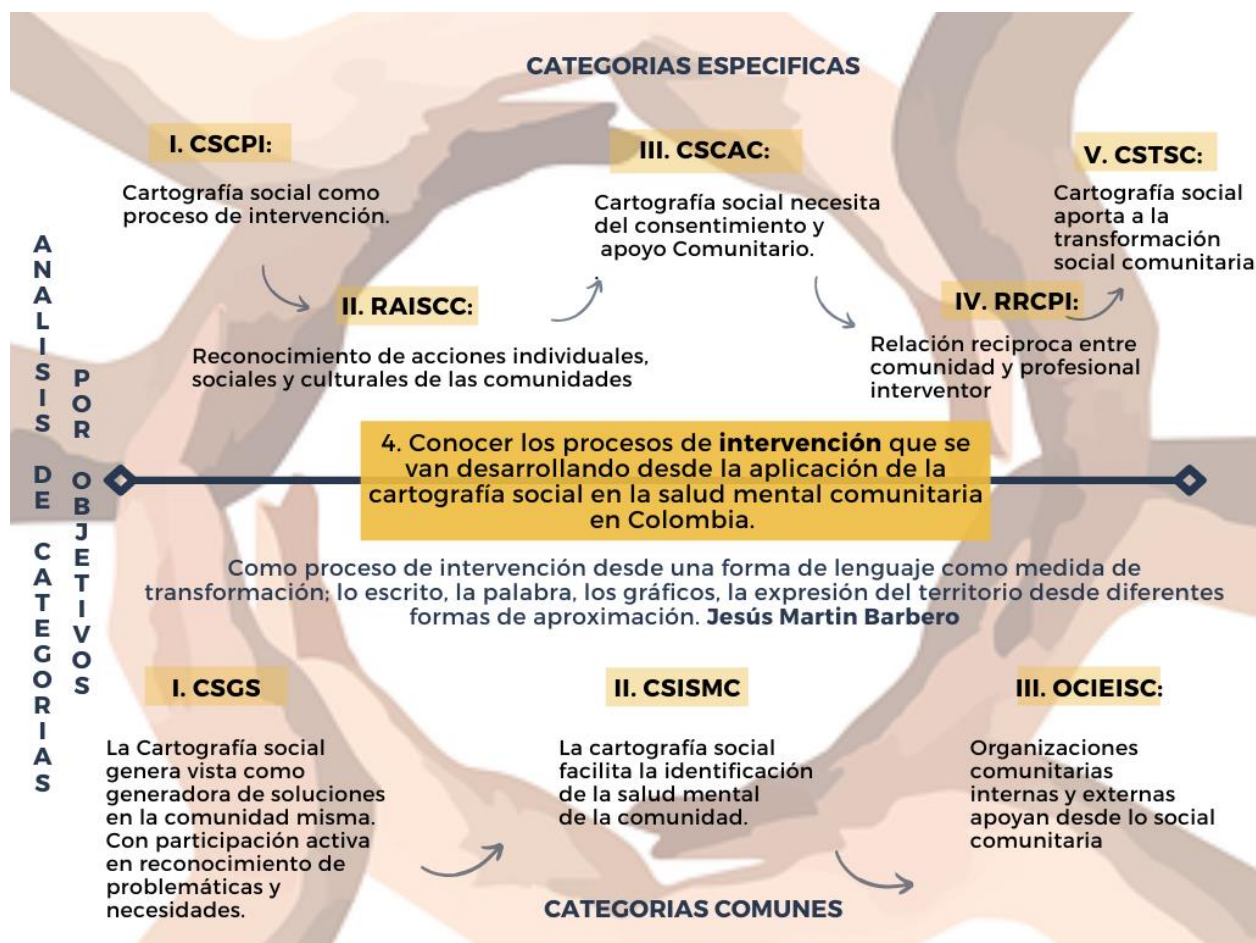 ANALISIS DE CATEGORIAS
POR OBJETIVOS
CATEGORIAS ESPECIFICAS
I. CSCPI:
Cartografía social como
proceso de intervención.
II. RAISCC:
Reconocimiento de acciones individuales,
sociales y culturales de las comunidades
III. CSCAC:
Cartografía social necesita
del consentimiento y
apoyo Comunitario.
.
IV. RRCPI:
Relación reciproca entre
comunidad y profesional
interventor
V. CSTSC:
Cartografía social
aporta a la
transformación
social comunitaria
4. Conocer los procesos de intervención que se
van desarrollando desde la aplicación de la
cartografía social en la salud mental comunitaria
en Colombia.
Como proceso de intervención desde una forma de lenguaje como medida de
transformación; lo escrito, la palabra, los gráficos, la expresión del territorio desde diferentes
formas de aproximación. Jesús Martin Barbero
I. CSGS
La Cartografía social
genera vista como
generadora de soluciones
en la comunidad misma.
Con participación activa
en reconocimiento de
problemáticas y
necesidades.
II. CSISMC
La cartografía social
facilita la identificación
de la salud mental
de la comunidad.
III. OCIEISC:
Organizaciones
comunitarias
internas y externas
apoyan desde lo social
comunitaria
CATEGORIAS COMUNES